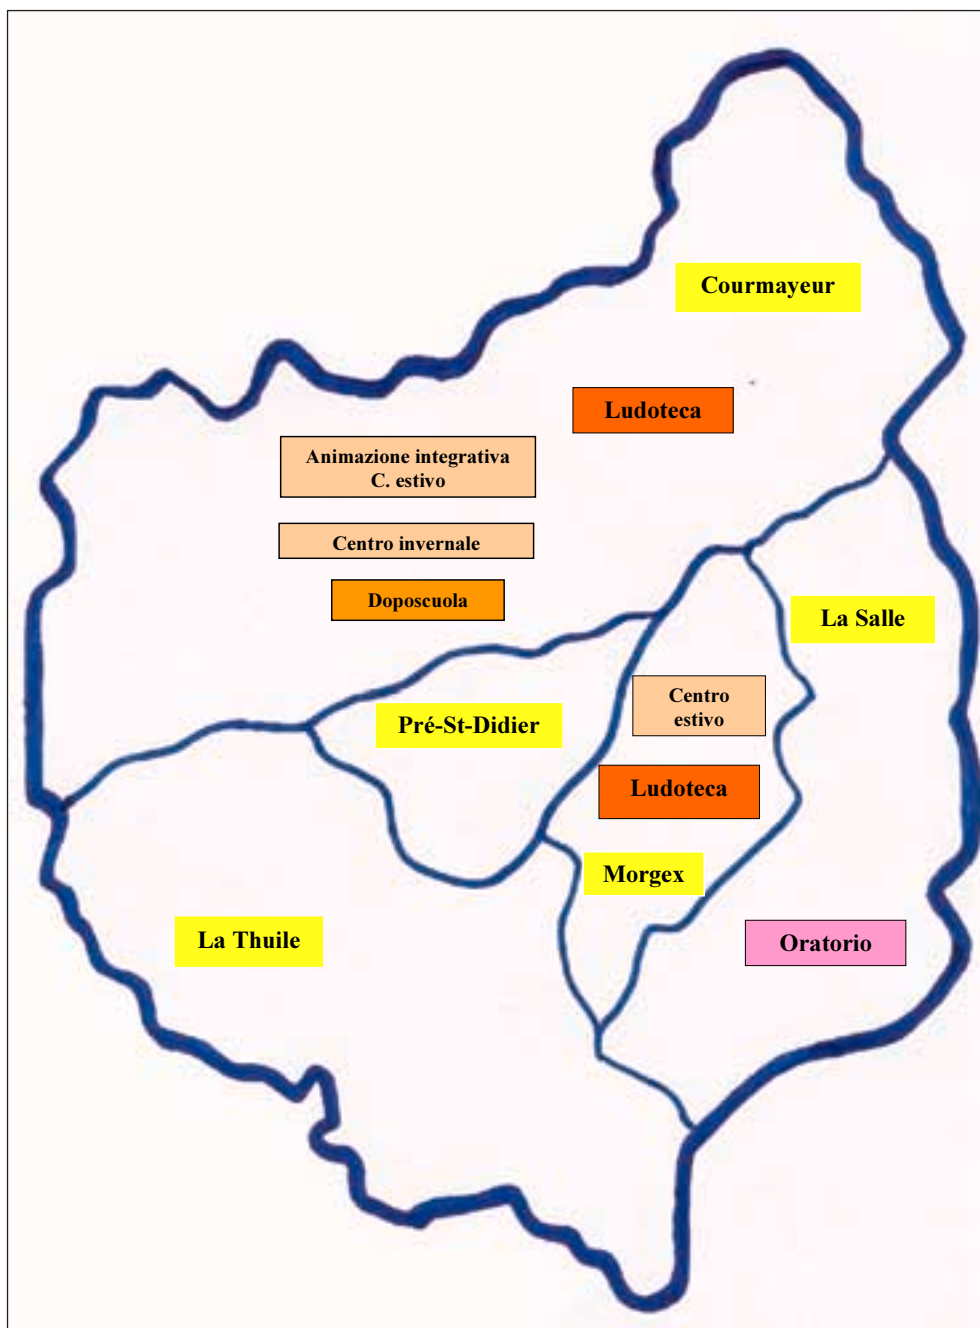 Courmayeur
Ludoteca
Animazione integrativa
C. estivo
Centro invernale
Doposcuola
La Salle
Centro
estivo
Pré-St-Didier
Ludoteca
Morgex
La Thuile
Oratorio